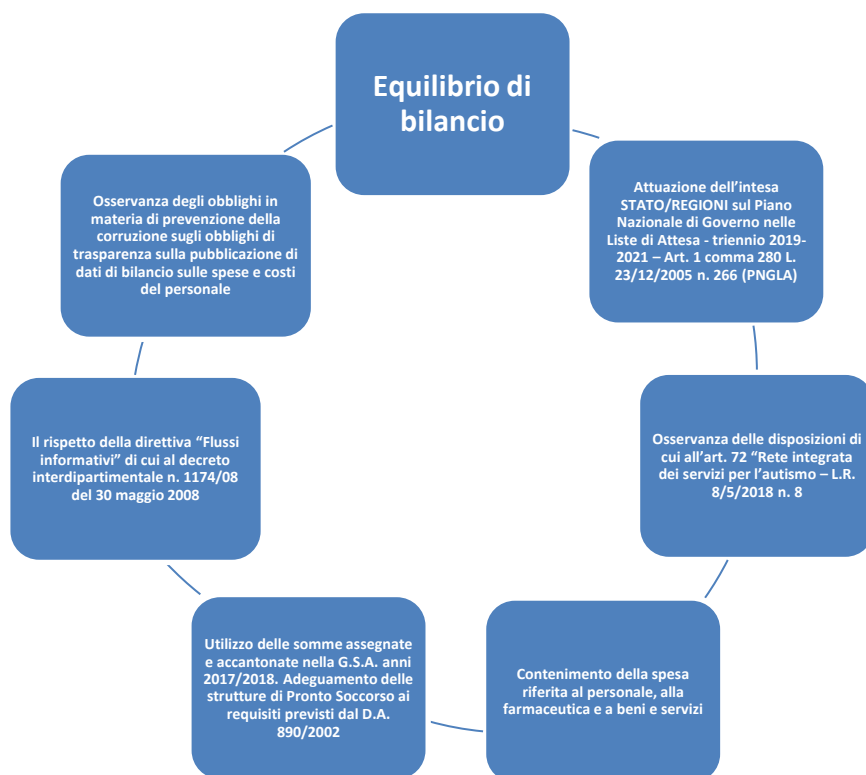 Equilibrio di
bilancio
Attuazione dell'intesa
STATO/REGIONI sul Piano
Nazionale di Governo nelle
Liste di Attesa - triennio 2019-
2021 – Art. 1 comma 280 L.
23/12/2005 n. 266 (PNGLA)
Osservanza delle disposizioni di
cui all'art. 72 “Rete integrata
dei servizi per l'autismo – L.R.
8/5/2018 n. 8
Contenimento della spesa
riferita al personale, alla
farmaceutica e a beni e servizi
Utilizzo delle somme assegnate
e accantonate nella G.S.A. anni
2017/2018. Adeguamento delle
strutture di Pronto Soccorso ai
requisiti previsti dal D.A.
890/2002
Il rispetto della direttiva “Flussi
informativi” di cui al decreto
interdipartimentale n. 1174/08
del 30 maggio 2008
Osservanza degli obblighi in
materia di prevenzione della
corruzione sugli obblighi di
trasparenza sulla pubblicazione di
dati di bilancio sulle spese e costi
del personale